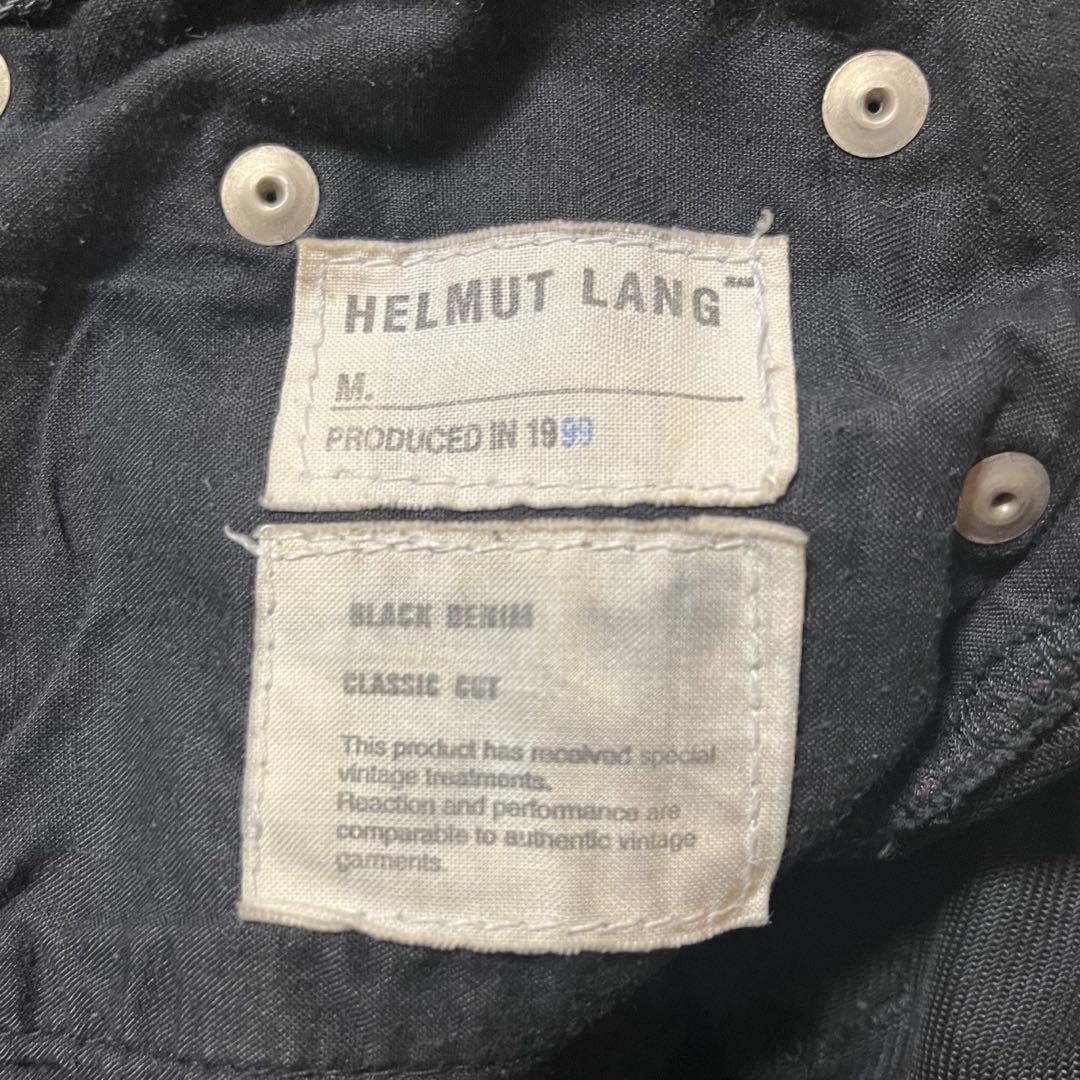 HELMUT LANG
M.
PRODUCED IN 1999
BLACK DENIM
CLASSIC CUT
This product has received special
vintage treatments.
Reaction and performance are
comparable to authentic vintage
garments.